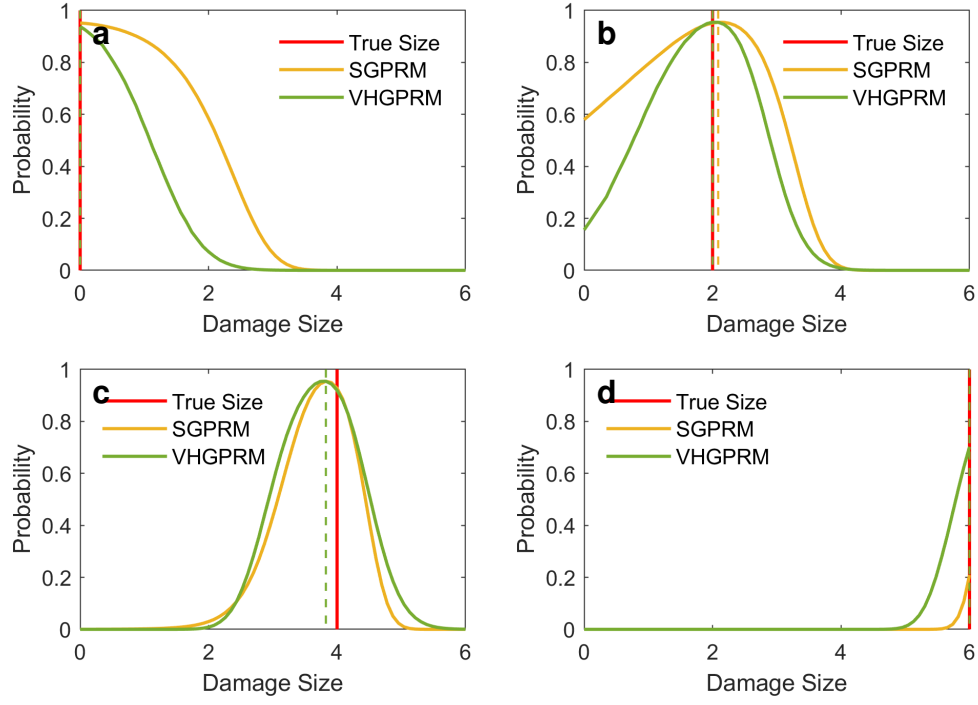 a
True Size
SGPRM
VHGPRM
1
0.8
0.6
0.4
0.2
0
Probability
0 2 4 6
Damage Size
b
True Size
SGPRM
VHGPRM
1
0.8
0.6
0.4
0.2
0
Probability
0 2 4 6
Damage Size
c
True Size
SGPRM
VHGPRM
1
0.8
0.6
0.4
0.2
0
Probability
0 2 4 6
Damage Size
d
True Size
SGPRM
VHGPRM
1
0.8
0.6
0.4
0.2
0
Probability
0 2 4 6
Damage Size